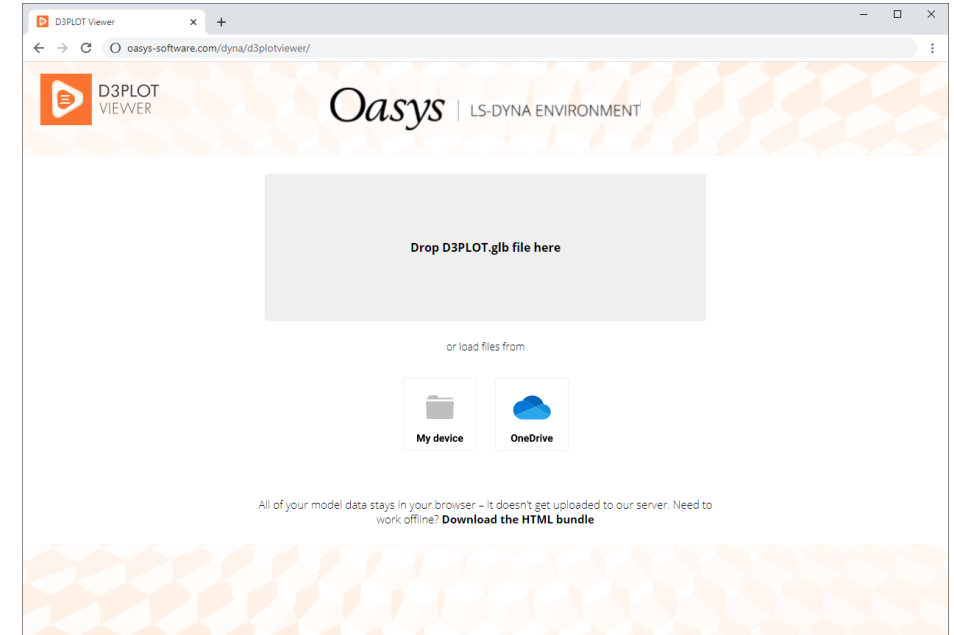 D3PLOT Viewer
oasys-software.com/dyna/d3plotviewer/
D3PLOT
VIEWER
Oasys | LS-DYNA ENVIRONMENT
Drop D3PLOT.glb file here
or load files from
My device
OneDrive
All of your model data stays in your browser – it doesn't get uploaded to our server. Need to
work offline? Download the HTML bundle